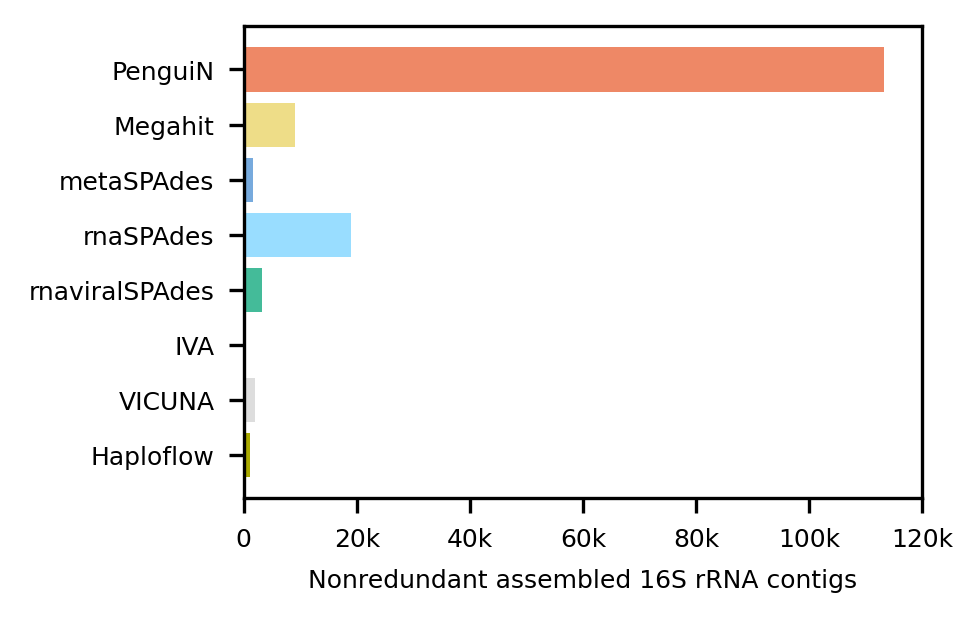 PenguiN
Megahit
metaSPAdes
rnaSPAdes
rnaviralSPAdes
IVA
VICUNA
Haploflow
0 20k 40k 60k 80k 100k 120k
Nonredundant assembled 16S rRNA contigs